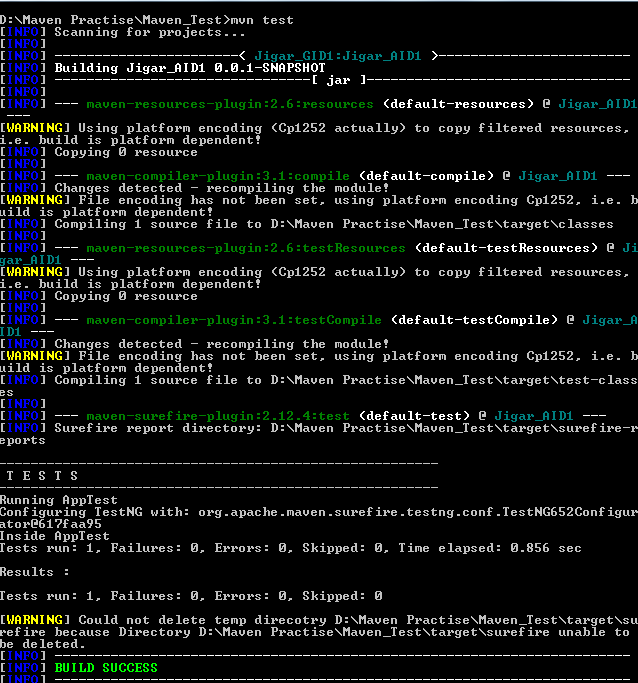 D:\Maven Practise\Maven_Test>mvn test
[INFO] Scanning for projects...
[INFO]
[INFO] -----------------------< Jigar_GID1:Jigar_AID1 >------------------------
[INFO] Building Jigar_AID1 0.0.1-SNAPSHOT
[INFO] --------------------------------[ jar ]---------------------------------
[INFO]
[INFO] --- maven-resources-plugin:2.6:resources (default-resources) @ Jigar_AID1
 ---
[WARNING] Using platform encoding (Cp1252 actually) to copy filtered resources,
i.e. build is platform dependent!
[INFO] Copying 0 resource
[INFO]
[INFO] --- maven-compiler-plugin:3.1:compile (default-compile) @ Jigar_AID1 ---
[INFO] Changes detected - recompiling the module!
[WARNING] File encoding has not been set, using platform encoding Cp1252, i.e. b
uild is platform dependent!
[INFO] Compiling 1 source file to D:\Maven Practise\Maven_Test\target\classes
[INFO]
[INFO] --- maven-resources-plugin:2.6:testResources (default-testResources) @ Ji
gar_AID1 ---
[WARNING] Using platform encoding (Cp1252 actually) to copy filtered resources,
i.e. build is platform dependent!
[INFO] Copying 0 resource
[INFO]
[INFO] --- maven-compiler-plugin:3.1:testCompile (default-testCompile) @ Jigar_A
ID1 ---
[INFO] Changes detected - recompiling the module!
[WARNING] File encoding has not been set, using platform encoding Cp1252, i.e. b
uild is platform dependent!
[INFO] Compiling 1 source file to D:\Maven Practise\Maven_Test\target\test-class
es
[INFO]
[INFO] --- maven-surefire-plugin:2.12.4:test (default-test) @ Jigar_AID1 ---
[INFO] Surefire report directory: D:\Maven Practise\Maven_Test\target\surefire-r
eports
-------------------------------------------------------
 T E S T S
-------------------------------------------------------
Running AppTest
Configuring TestNG with: org.apache.maven.surefire.testng.conf.TestNG652Configur
ator@617faa95
Inside AppTest
Tests run: 1, Failures: 0, Errors: 0, Skipped: 0, Time elapsed: 0.856 sec
Results :
Tests run: 1, Failures: 0, Errors: 0, Skipped: 0
[WARNING] Could not delete temp direcotry D:\Maven Practise\Maven_Test\target\su
refire because Directory D:\Maven Practise\Maven_Test\target\surefire unable to
be deleted.
[INFO] ------------------------------------------------------------------------
[INFO] BUILD SUCCESS
[INFO] ------------------------------------------------------------------------